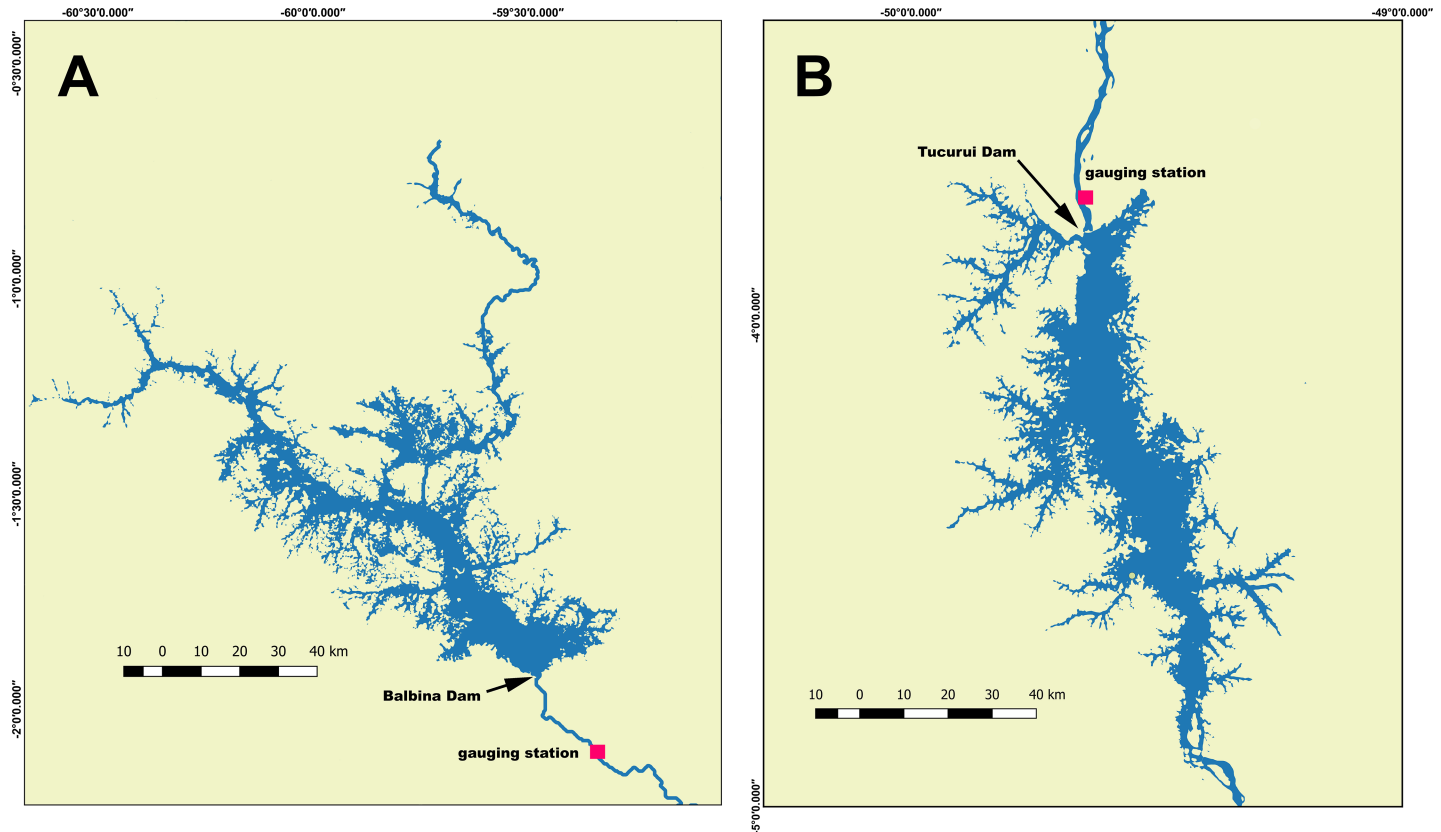 -60°30'0.000" -60°0'0.000" -59°30'0.000"
-0°30'0.000"
-1°0'0.000"
-1°30'0.000"
-2°0'0.000"
A
10 0 10 20 30 40 km
Balbina Dam
gauging station
-50°0'0.000" -49°0'0.000"
-4°0'0.000"
-5°0'0.000"
B
Tucurui Dam
gauging station
10 0 10 20 30 40 km